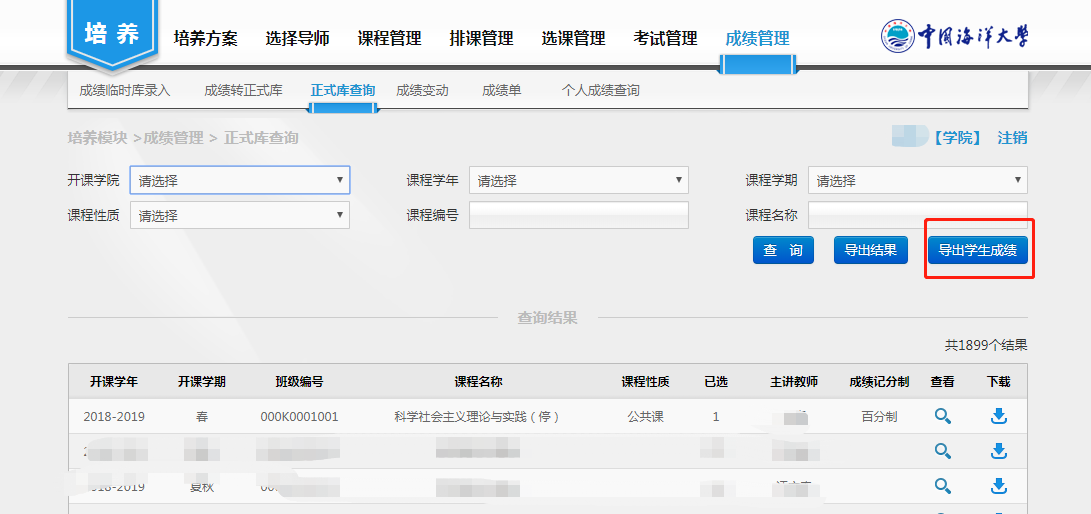 培养 培养方案 选择导师 课程管理 排课管理 选课管理 考试管理 成绩管理 中国海洋大学
成绩临时库录入 成绩转正式库 正式库查询 成绩变动 成绩单 个人成绩查询
培养模块 >成绩管理 > 正式库查询 【学院】 注销
开课学院 请选择 课程学年 请选择 课程学期 请选择
课程性质 请选择 课程编号 课程名称
查 询 导出结果 导出学生成绩
查询结果
共1899个结果
开课学年 开课学期 班级编号 课程名称 课程性质 已选 主讲教师 成绩记分制 查看 下载
2018-2019 春 000K0001001 科学社会主义理论与实践（停） 公共课 1 百分制
2018-2019 夏秋